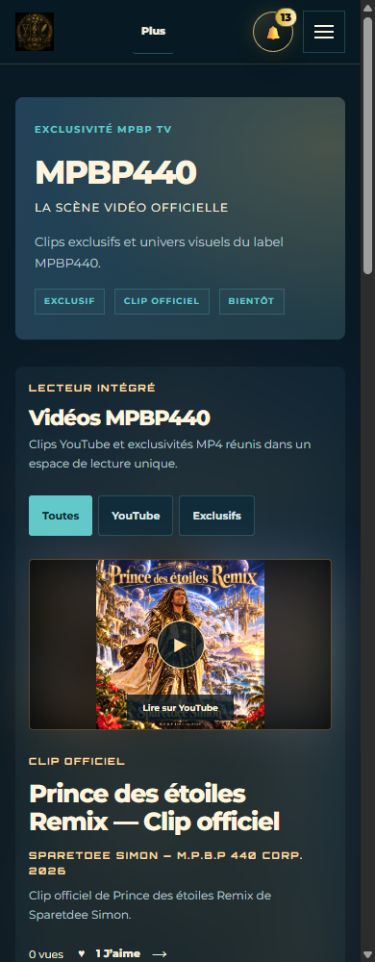 Plus
13
EXCLUSIVITÉ MPBP TV
MPBP440
LA SCÈNE VIDÉO OFFICIELLE
Clips exclusifs et univers visuels du label
MPBP440.
EXCLUSIF
CLIP OFFICIEL
BIENTÔT
LECTEUR INTÉGRÉ
Vidéos MPBP440
Clips YouTube et exclusivités MP4 réunis dans un
espace de lecture unique.
Toutes
YouTube
Exclusifs
Prince des étoiles Remix
Lire sur YouTube
Sparetdee Simon
CLIP OFFICIEL
Prince des étoiles
Remix — Clip officiel
SPARETDEE SIMON — M.P.B.P 440 CORP.
2026
Clip officiel de Prince des étoiles Remix de
Sparetdee Simon.
0 vues ♥ 1 J'aime →